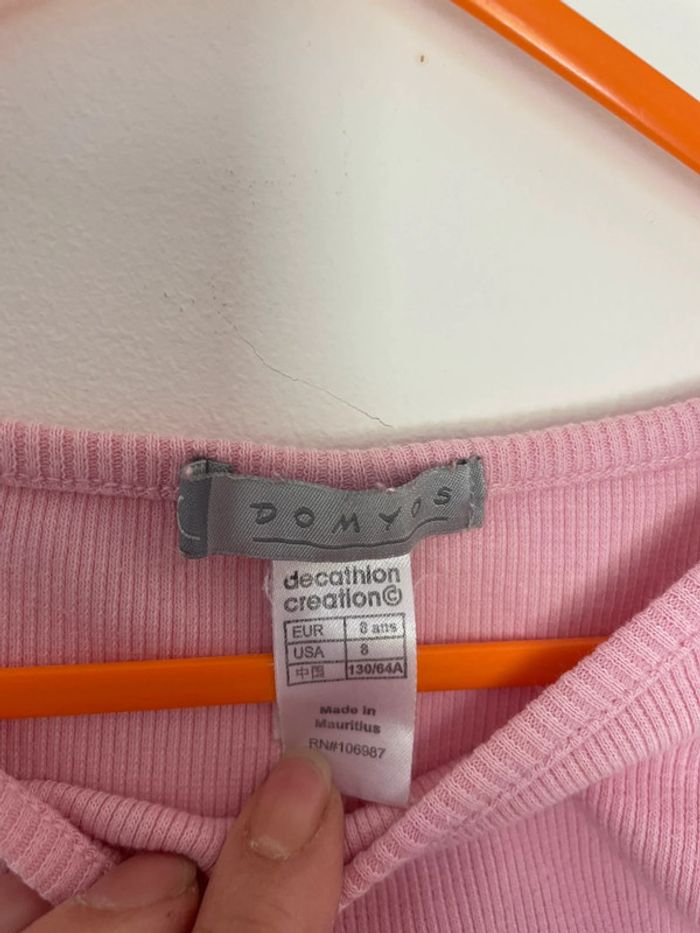 DOMYOS
decathlon
creation©
EUR 8 ans
USA 8
中国 130/64A
Made in
Mauritius
RN#106987